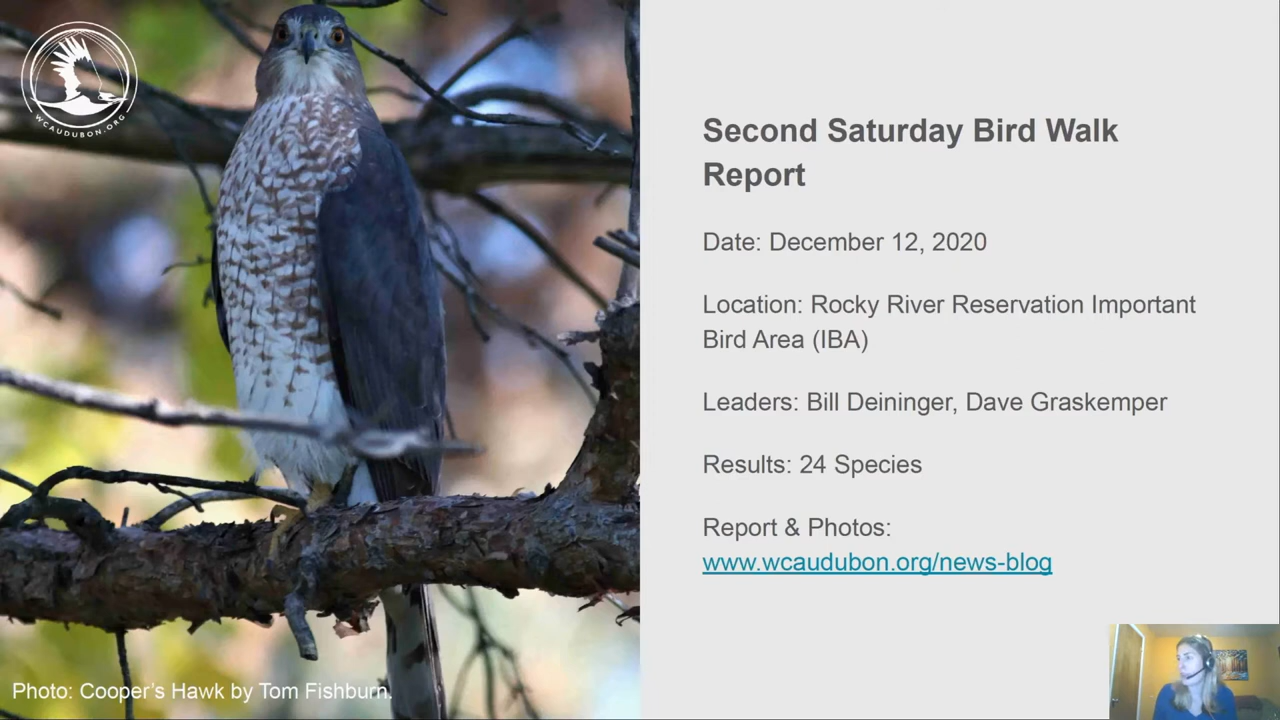 WCAUDUBON.ORG
Second Saturday Bird Walk
Report
Date: December 12, 2020
Location: Rocky River Reservation Important
Bird Area (IBA)
Leaders: Bill Deininger, Dave Graskemper
Results: 24 Species
Report & Photos:
www.wcaudubon.org/news-blog
Photo: Cooper's Hawk by Tom Fishburn.